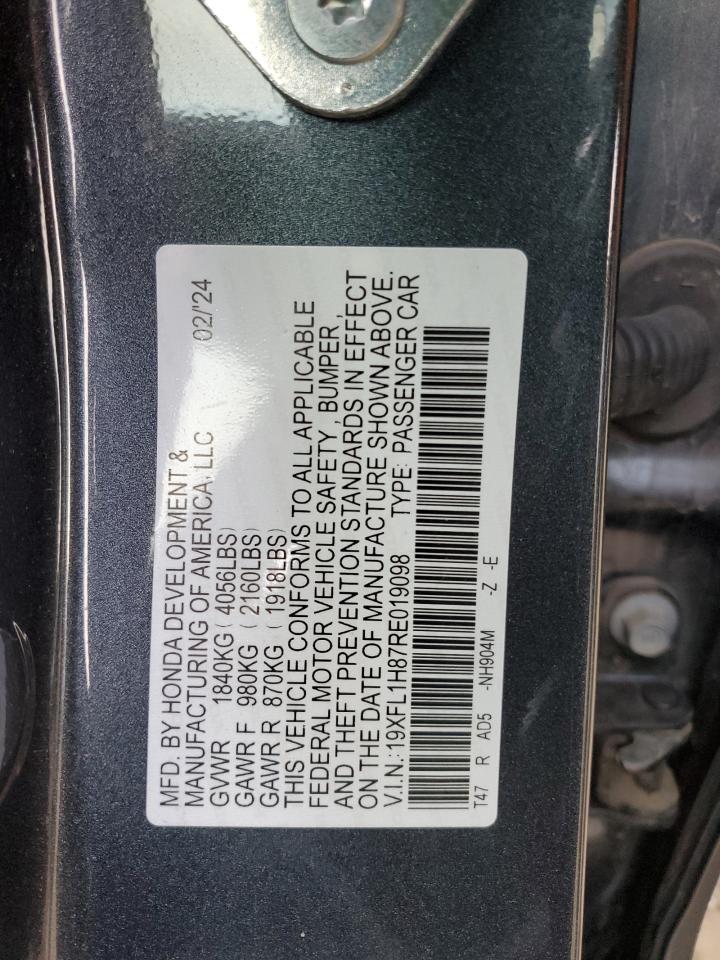 MFD. BY HONDA DEVELOPMENT &
MANUFACTURING OF AMERICA, LLC 02/'24
GVWR 1840KG ( 4056LBS)
GAWR F 980KG ( 2160LBS)
GAWR R 870KG ( 1918LBS)
THIS VEHICLE CONFORMS TO ALL APPLICABLE
FEDERAL MOTOR VEHICLE SAFETY, BUMPER,
AND THEFT PREVENTION STANDARDS IN EFFECT
ON THE DATE OF MANUFACTURE SHOWN ABOVE.
V.I.N.:19XFL1H87RE019098 TYPE: PASSENGER CAR
T47 R AD5 -NH904M -Z -E